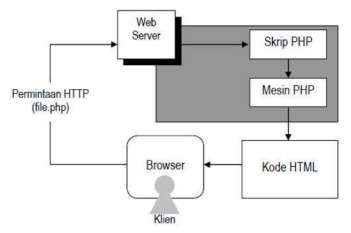 Web
Server
Skrip PHP
Mesin PHP
Permintaan HTTP
(file.php)
Browser
Kode HTML
Klien